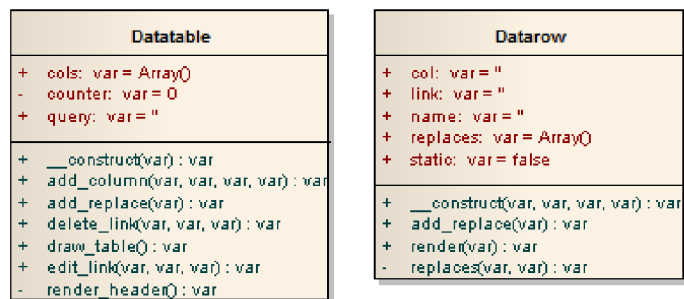 Datatable
+ cols: var = Array()
- counter: var = 0
+ query: var = ''
+ __construct(var) : var
+ add_column(var, var, var, var) : var
+ add_replace(var) : var
+ delete_link(var, var, var) : var
+ draw_table() : var
+ edit_link(var, var, var) : var
- render_header() : var
Datarow
+ col: var = ''
+ link: var = ''
+ name: var = ''
+ replaces: var = Array()
+ static: var = false
+ __construct(var, var, var, var) : var
+ add_replace(var) : var
+ render(var) : var
- replaces(var, var) : var